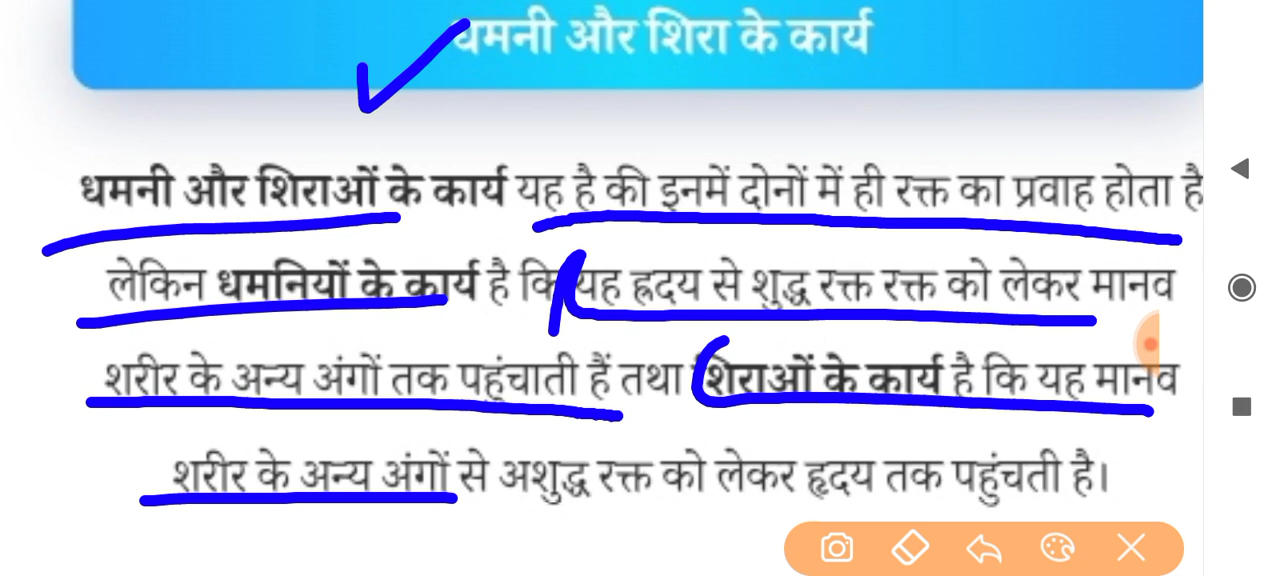 धमनी और शिरा के कार्य
धमनी और शिराओं के कार्य यह है की इनमें दोनों में ही रक्त का प्रवाह होता है
लेकिन धमनियों के कार्य है कि यह ह्रदय से शुद्ध रक्त रक्त को लेकर मानव
शरीर के अन्य अंगों तक पहुंचाती हैं तथा शिराओं के कार्य है कि यह मानव
शरीर के अन्य अंगों से अशुद्ध रक्त को लेकर हृदय तक पहुंचती है।